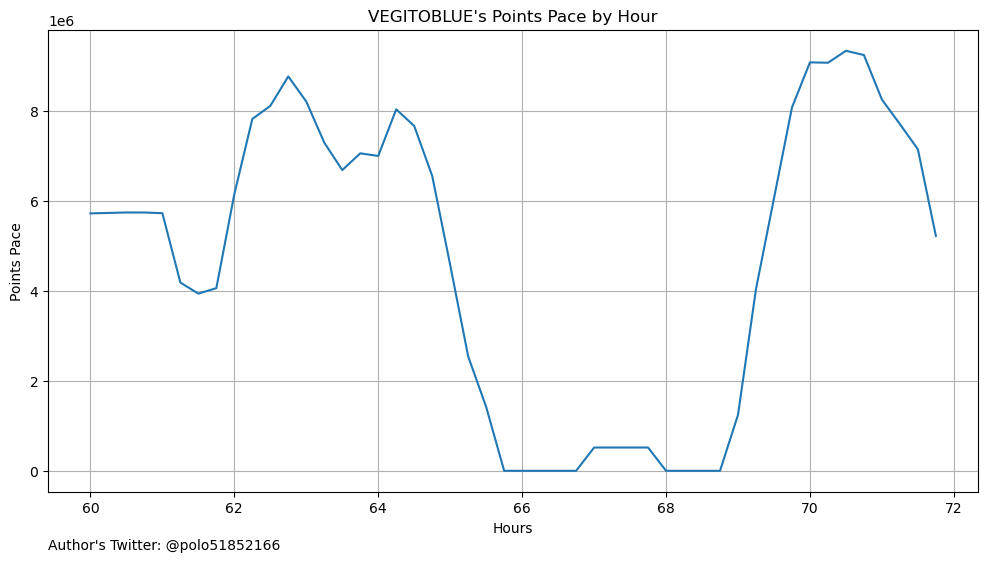 VEGITOBLUE's Points Pace by Hour
1e6
8
6
4
2
0
Points Pace
60 62 64 66 68 70 72
Hours
Author's Twitter: @polo51852166